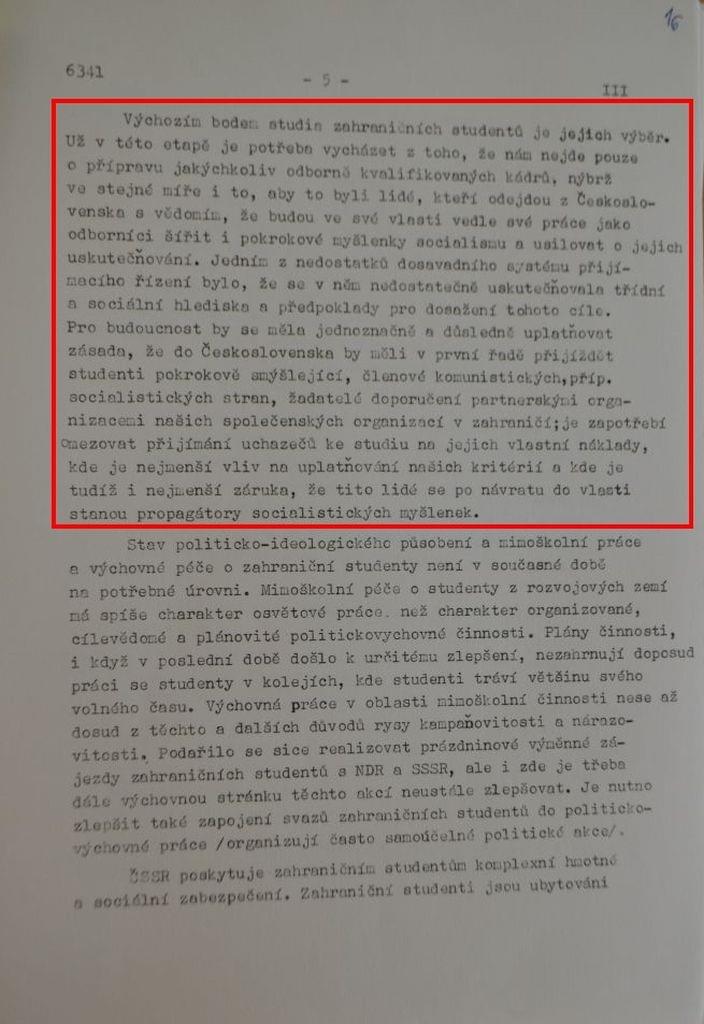 16
6341
- 5 -
III
Výchozím bodem studia zahraničních studentů je jejich výběr.
Už v této etapě je potřeba vycházet z toho, že nám nejde pouze
o přípravu jakýchkoliv odborně kvalifikovaných kádrů, nýbrž
ve stejné míře i to, aby to byli lidé, kteří odejdou z Českoslo-
venska s vědomím, že budou ve své vlasti vedle své práce jako
odborníci šířit i pokrokové myšlenky socialismu a usilovat o jejich
uskutečňování. Jedním z nedostatků dosavadního systému přijí-
macího řízení bylo, že se v něm nedostatečně uskutečňovala třídní
a sociální hlediska a předpoklady pro dosažení tohoto cíle.
Pro budoucnost by se měla jednoznačně a důsledně uplatňovat
zásada, že do Československa by měli v první řadě přijíždět
studenti pokrokově smýšlející, členové komunistických,příp.
socialistických stran, žadatelé doporučení partnerskými orga-
nizacemi našich společenských organizací v zahraničí;je zapotřebí
omezovat přijímání uchazečů ke studiu na jejich vlastní náklady,
kde je nejmenší vliv na uplatňování našich kritérií a kde je
tudíž i nejmenší záruka, že tito lidé se po návratu do vlasti
stanou propagátory socialistických myšlenek.
Stav politicko-ideologického působení a mimoškolní práce
a výchovné péče o zahraniční studenty není v současné době
na potřebné úrovni. Mimoškolní péče o studenty z rozvojových zemí
má spíše charakter osvětové práce. než charakter organizované,
cílevědomé a plánovité politickovýchovné činnosti. Plány činnosti,
i když v poslední době došlo k určitému zlepšení, nezahrnují doposud
práci se studenty v kolejích, kde studenti tráví většinu svého
volného času. Výchovná práce v oblasti mimoškolní činnosti nese až
dosud z těchto a dalších důvodů rysy kampaňovitosti a nárazo-
vitosti. Podařilo se sice realizovat prázdninové výměnné zá-
jezdy zahraničních studentů s NDR a SSSR, ale i zde je třeba
dále výchovnou stránku těchto akcí neustále zlepšovat. Je nutno
zlepšit také zapojení svazů zahraničních studentů do politicko-
výchovné práce /organizují často samoúčelné politické akce/.
ČSSR poskytuje zahraničním studentům komplexní hmotné
a sociální zabezpečení. Zahraniční studenti jsou ubytováni